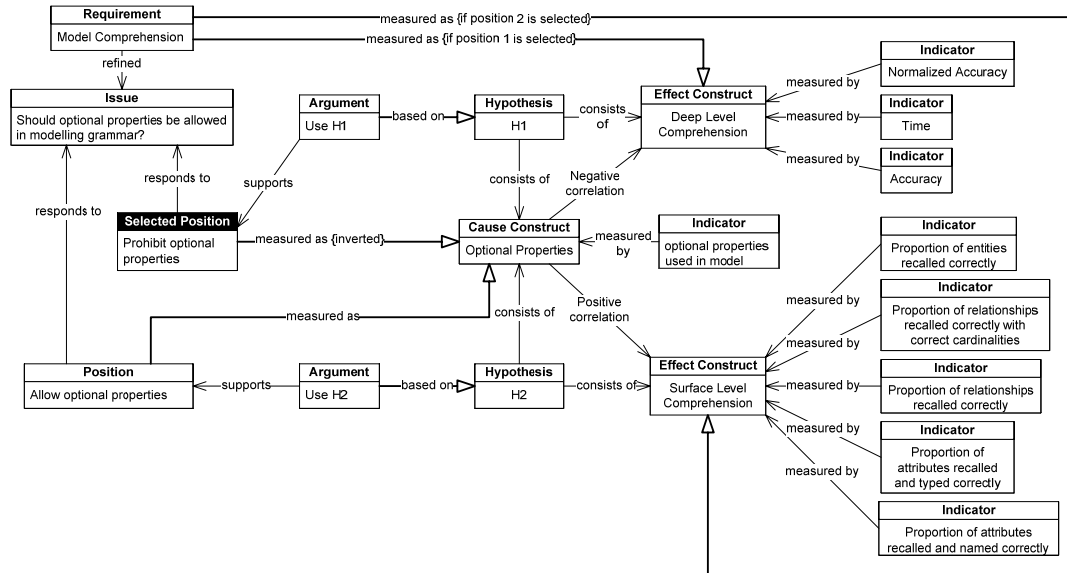 Requirement
Model Comprehension
measured as {if position 2 is selected}
measured as {if position 1 is selected}
refined
Issue
Should optional properties be allowed
in modelling grammar?
Argument
Use H1
based on
Hypothesis
H1
consists
of
Effect Construct
Deep Level
Comprehension
measured by
Indicator
Normalized Accuracy
measured by
Indicator
Time
measured by
Indicator
Accuracy
responds to
responds to
supports
consists of
Negative
correlation
Selected Position
Prohibit optional
properties
measured as {inverted}
Cause Construct
Optional Properties
measured
by
Indicator
optional properties
used in model
Indicator
Proportion of entities
recalled correctly
measured by
measured as
consists of
Positive
correlation
Indicator
Proportion of relationships
recalled correctly with
correct cardinalities
measured by
Position
Allow optional properties
supports
Argument
Use H2
based on
Hypothesis
H2
consists of
Effect Construct
Surface Level
Comprehension
measured by
Indicator
Proportion of relationships
recalled correctly
measured by
Indicator
Proportion of
attributes recalled
and typed correctly
measured by
Indicator
Proportion of attributes
recalled and named correctly